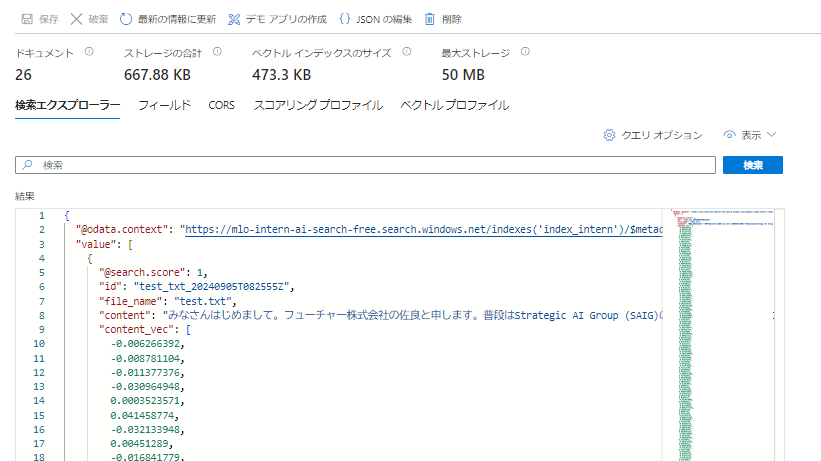 保存 破棄 最新の情報に更新 デモ アプリの作成 {} JSON の編集 削除
ドキュメント ストレージの合計 ベクトル インデックスのサイズ 最大ストレージ
26 667.88 KB 473.3 KB 50 MB
検索エクスプローラー フィールド CORS スコアリング プロファイル ベクトル プロファイル
クエリ オプション 表示
検索 検索
結果
1 {
2 "@odata.context": "https://mlo-intern-ai-search-free.search.windows.net/indexes('index_intern')/$metad
3 "value": [
4 {
5 "@search.score": 1,
6 "id": "test_txt_20240905T082555Z",
7 "file_name": "test.txt",
8 "content": "みなさんはじめまして。フューチャー株式会社の佐良と申します。普段はStrategic AI Group (SAIG)の
9 "content_vec": [
10 -0.006266392,
11 -0.008781104,
12 -0.011377376,
13 -0.030964948,
14 0.0003523571,
15 0.041458774,
16 -0.032133948,
17 0.00451289,
18 -0.016841779,